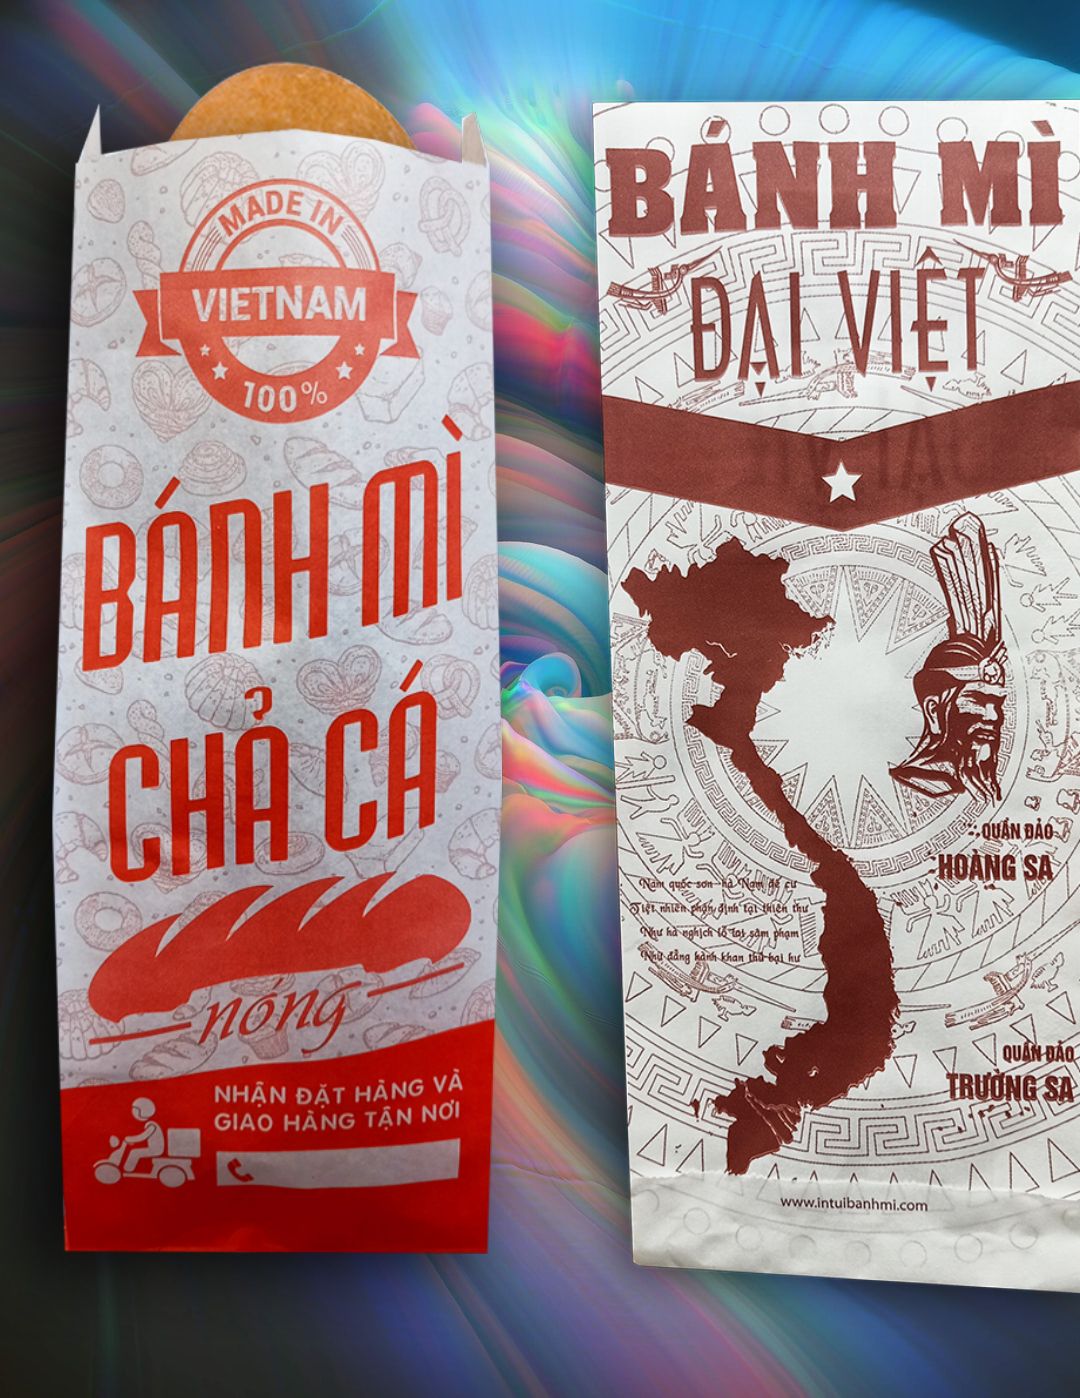 MADE IN
VIETNAM
100%
BÁNH MÌ
CHẢ CÁ
nóng
NHẬN ĐẶT HÀNG VÀ
GIAO HÀNG TẬN NƠI
BÁNH MÌ
ĐẠI VIỆT
QUẦN ĐẢO
HOÀNG SA
Nam quốc sơn hà Nam đế cư
Tiệt nhiên phận định tại thiên thư
Như hà nghịch lỗ lai xâm phạm
Nhữ đẳng hành khan thủ bại hư
QUẦN ĐẢO
TRƯỜNG SA
www.intuibanhmi.com